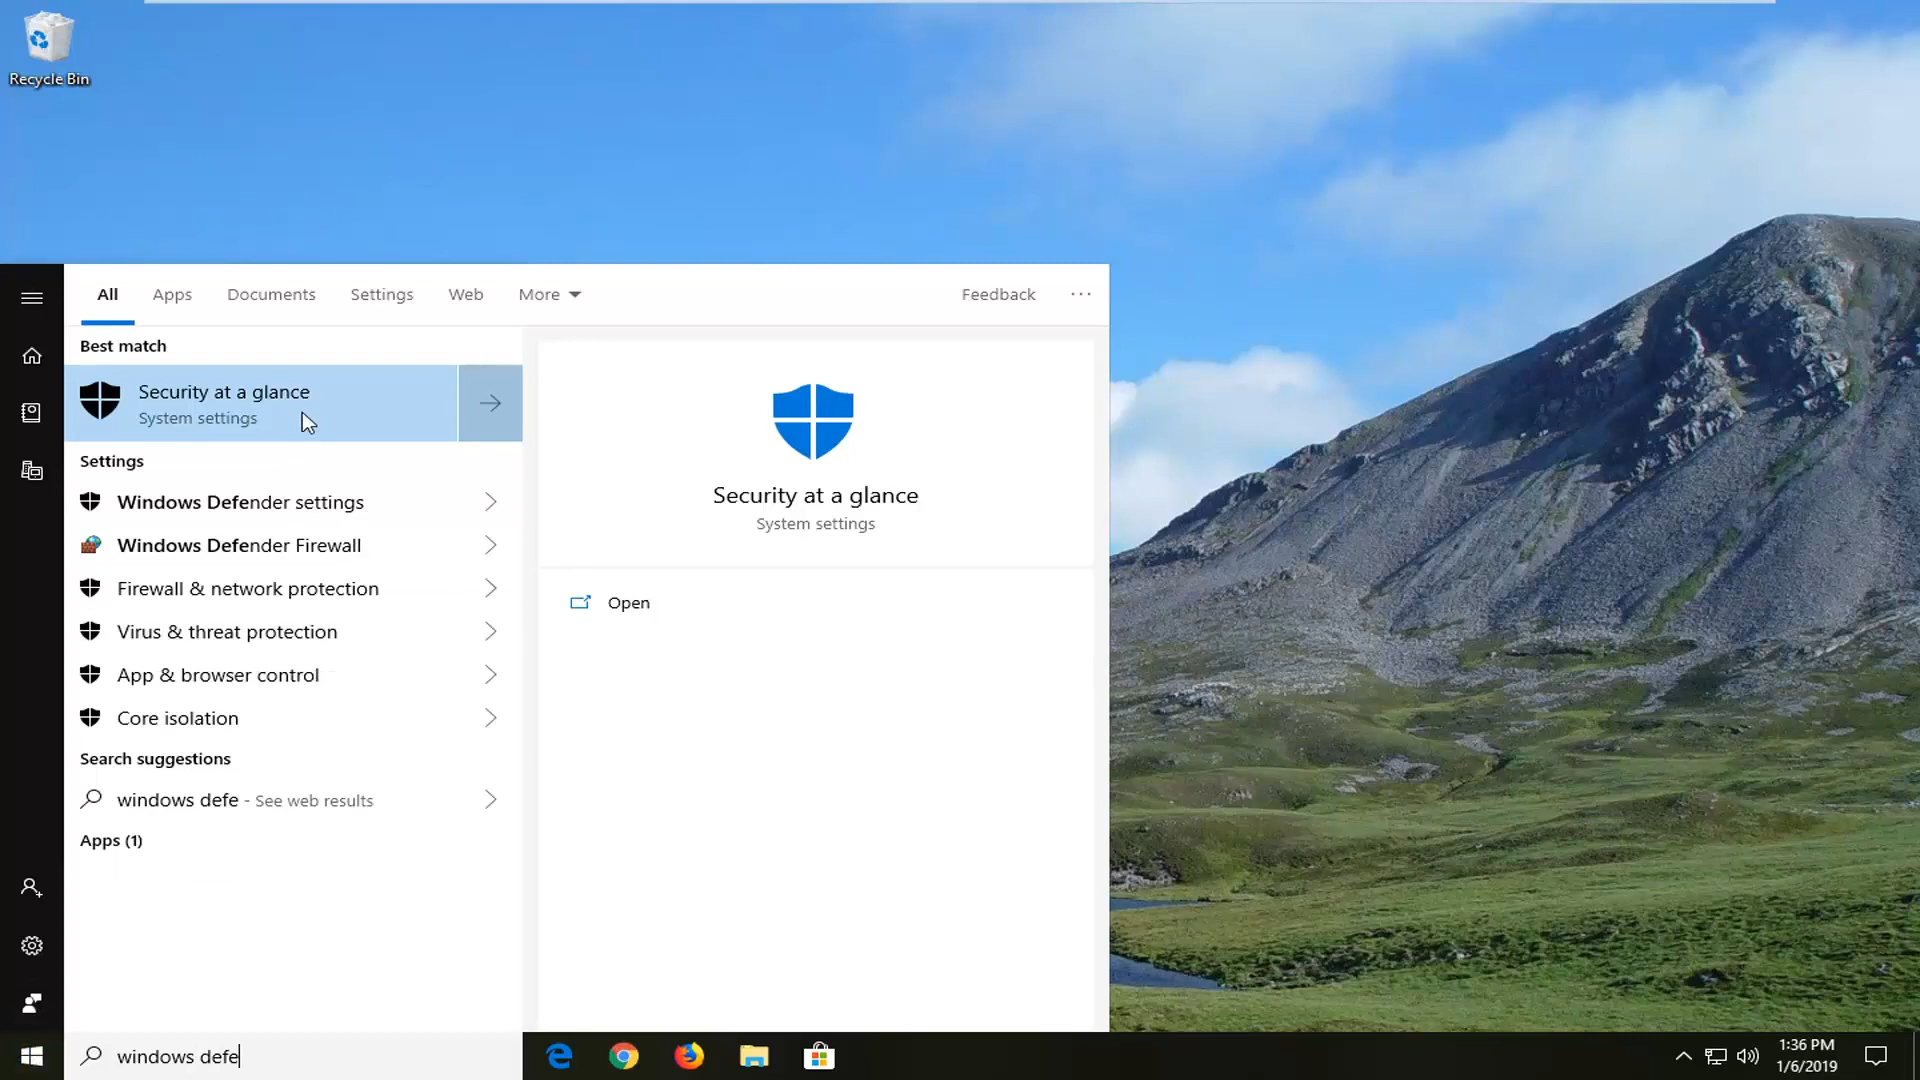 Recycle Bin
All Apps Documents Settings Web More Feedback ...
Best match
Security at a glance
System settings
Settings
Windows Defender settings
Windows Defender Firewall
Firewall & network protection
Virus & threat protection
App & browser control
Core isolation
Search suggestions
windows defe - See web results
Apps (1)
Security at a glance
System settings
Open
windows defe
1:36 PM
1/6/2019